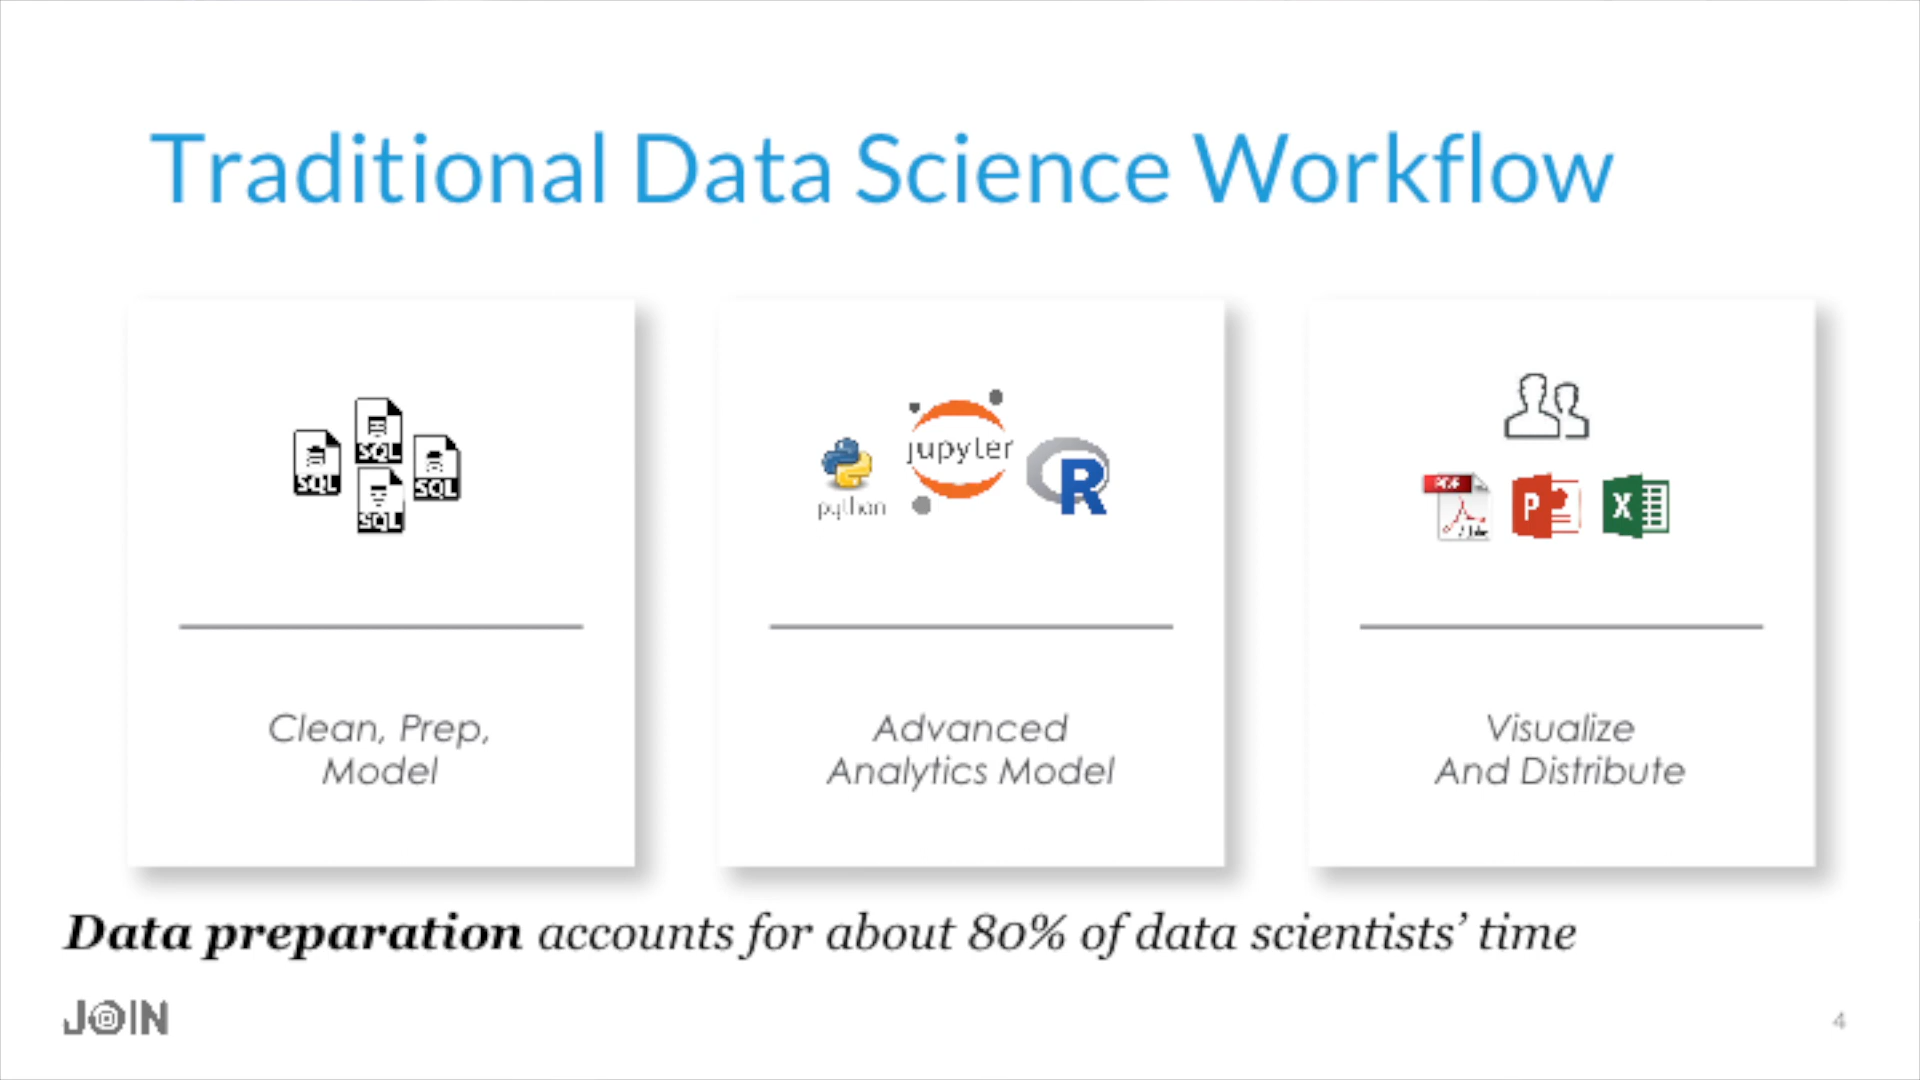 Traditional Data Science Workflow
SQL
SQL
SQL
SQL
python
jupyter
R
PDF
P
X
Clean, Prep,
Model
Advanced
Analytics Model
Visualize
And Distribute
Data preparation accounts for about 80% of data scientists’ time
JOIN
4